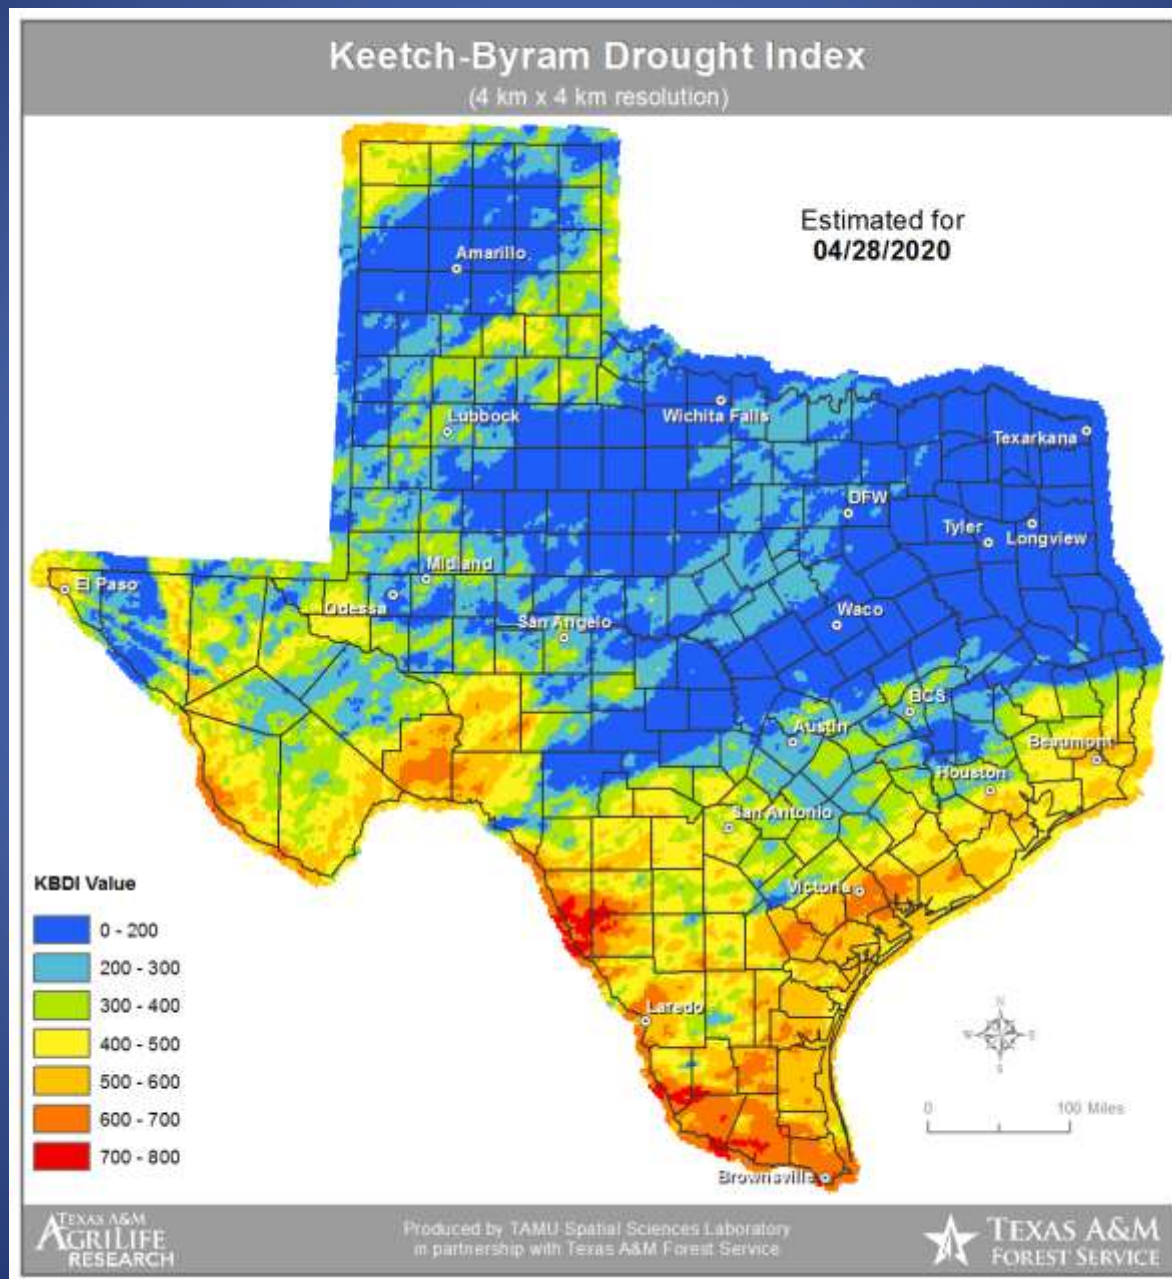 Keetch-Byram Drought Index
(4 km x 4 km resolution)
Estimated for
04/28/2020
Amarillo
Lubbock
Wichita Falls
Texarkana
DFW
Tyler
Longview
Midland
El Paso
Odessa
San Angelo
Waco
BCS
Austin
Beaumont
Houston
San Antonio
Victoria
Laredo
Brownsville
KBDI Value
0 - 200
200 - 300
300 - 400
400 - 500
500 - 600
600 - 700
700 - 800
N
W
E
S
0 100 Miles
TEXAS A&M
AGRILIFE
RESEARCH
Produced by TAMU Spatial Sciences Laboratory
in partnership with Texas A&M Forest Service
TEXAS A&M
FOREST SERVICE